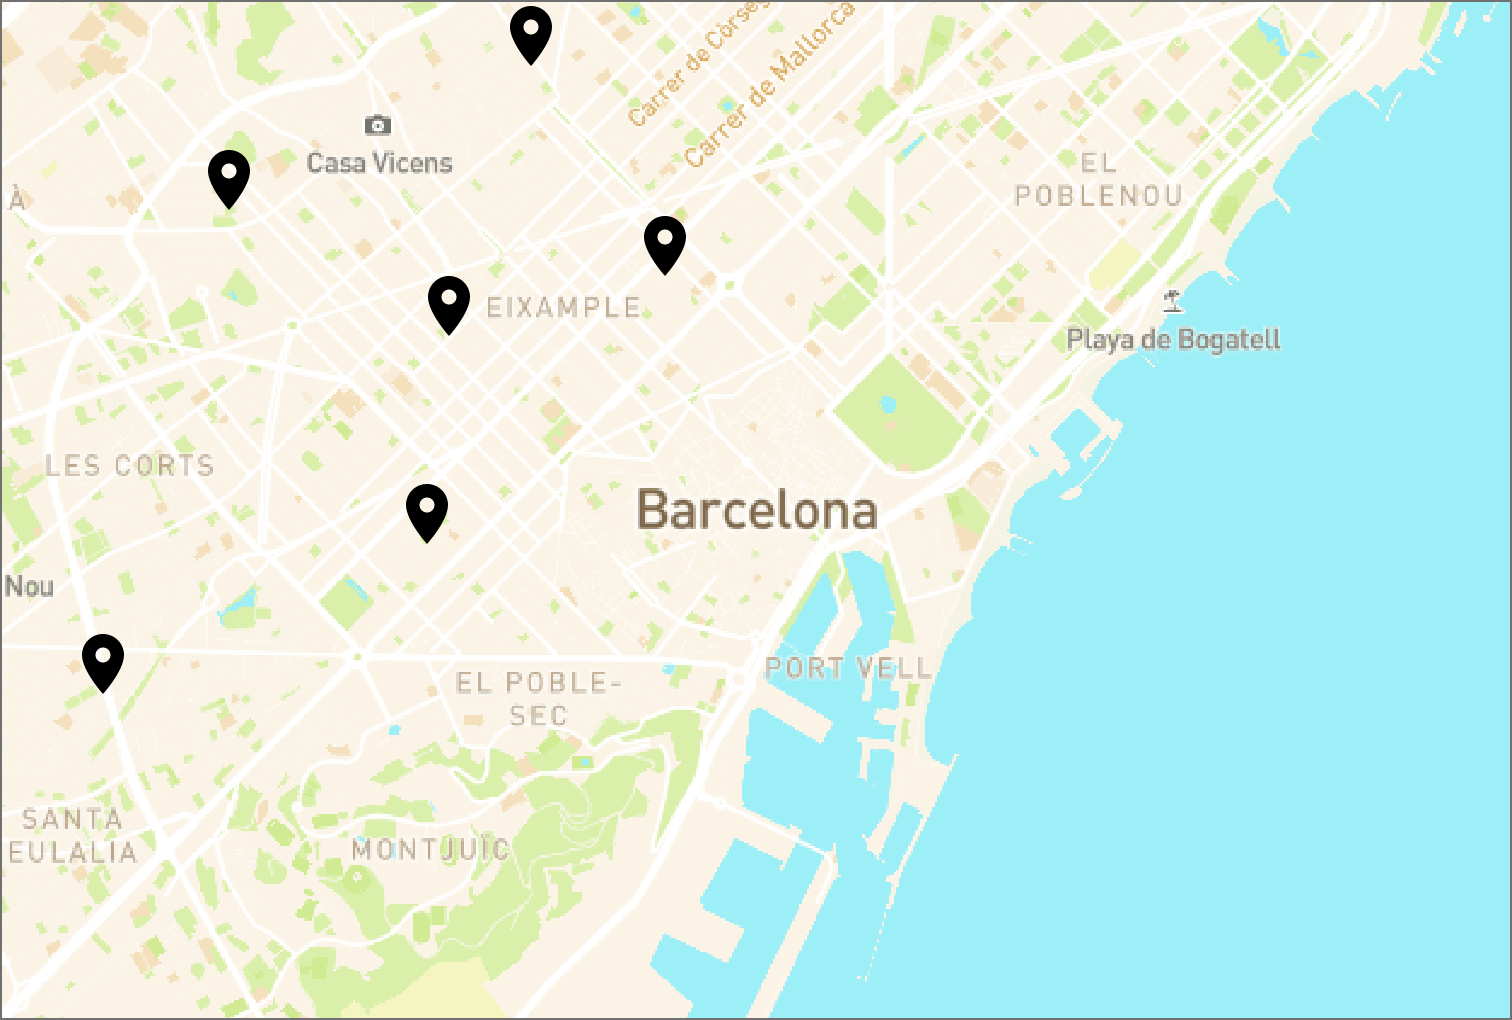 Carrer de Còrseg
Carrer de Mallorca
Casa Vicens
EL
POBLENOU
À
EIXAMPLE
Playa de Bogatell
LES CORTS
Barcelona
Nou
PORT VELL
EL POBLE-
SEC
SANTA
EULALIA
MONTJUÏC